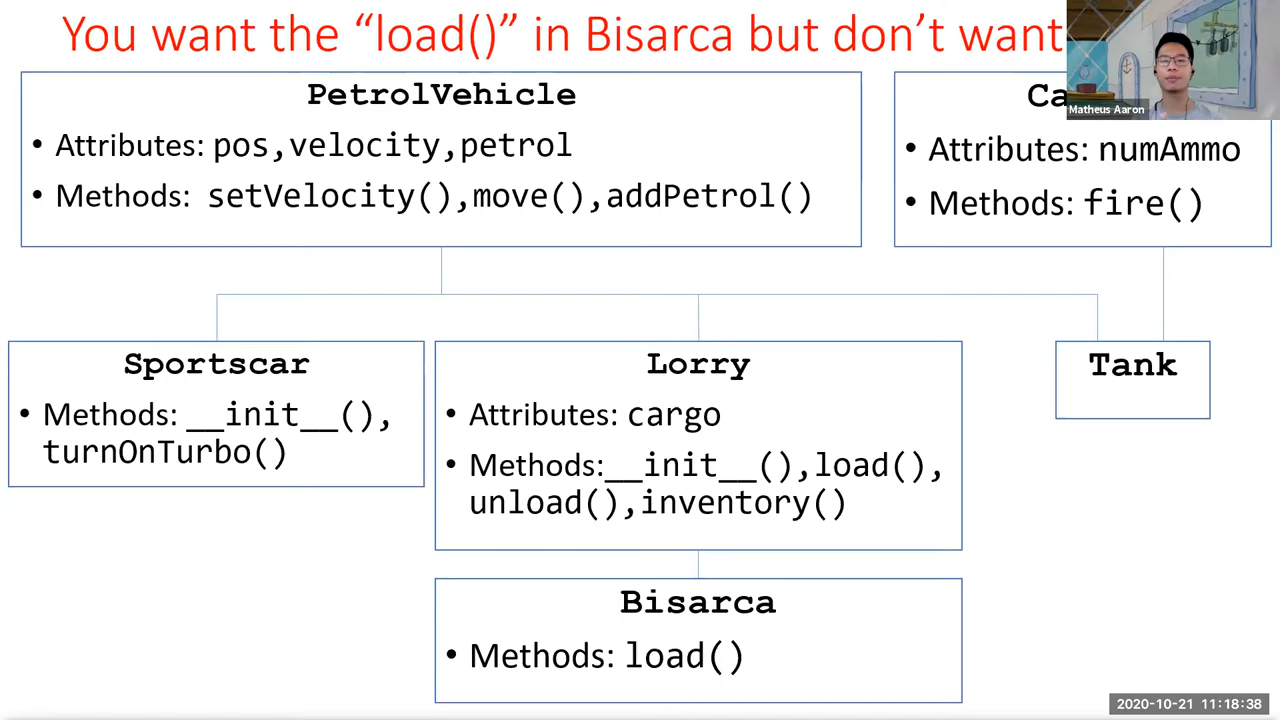 You want the “load()” in Bisarca but don’t want
PetrolVehicle
• Attributes: pos,velocity,petrol
• Methods: setVelocity(),move(),addPetrol()
Matheus Aaron
• Attributes: numAmmo
• Methods: fire()
Sportscar
• Methods: __init__(),
turnOnTurbo()
Lorry
• Attributes: cargo
• Methods:__init__(),load(),
unload(),inventory()
Tank
Bisarca
• Methods: load()
2020-10-21 11:18:38